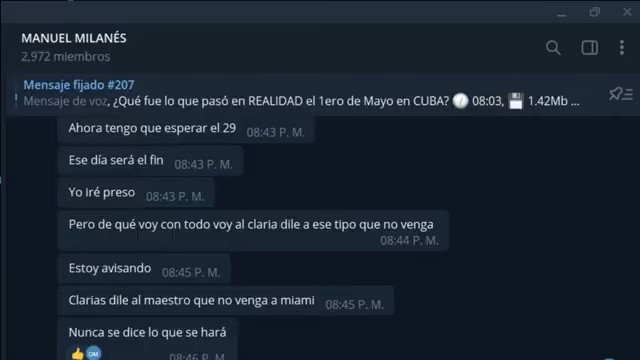 MANUEL MILANÉS
2,972 miembros
Mensaje fijado #207
Mensaje de voz, ¿Qué fue lo que pasó en REALIDAD el 1ero de Mayo en CUBA? 🕖 08:03, 💾 1.42Mb ...
Ahora tengo que esperar el 29 08:43 P. M.
Ese día será el fin 08:43 P. M.
Yo iré preso 08:43 P. M.
Pero de qué voy con todo voy al claria dile a ese tipo que no venga
08:44 P. M.
Estoy avisando 08:45 P. M.
Clarias dile al maestro que no venga a miami 08:45 P. M.
Nunca se dice lo que se hará
👍 08:46 P. M.